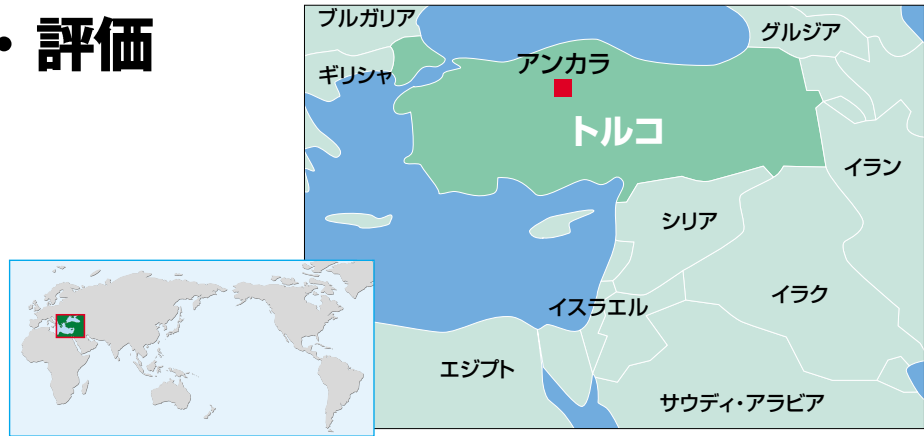 ・評価
ブルガリア
グルジア
ギリシャ
アンカラ
トルコ
イラン
シリア
イラク
イスラエル
エジプト
サウディ・アラビア